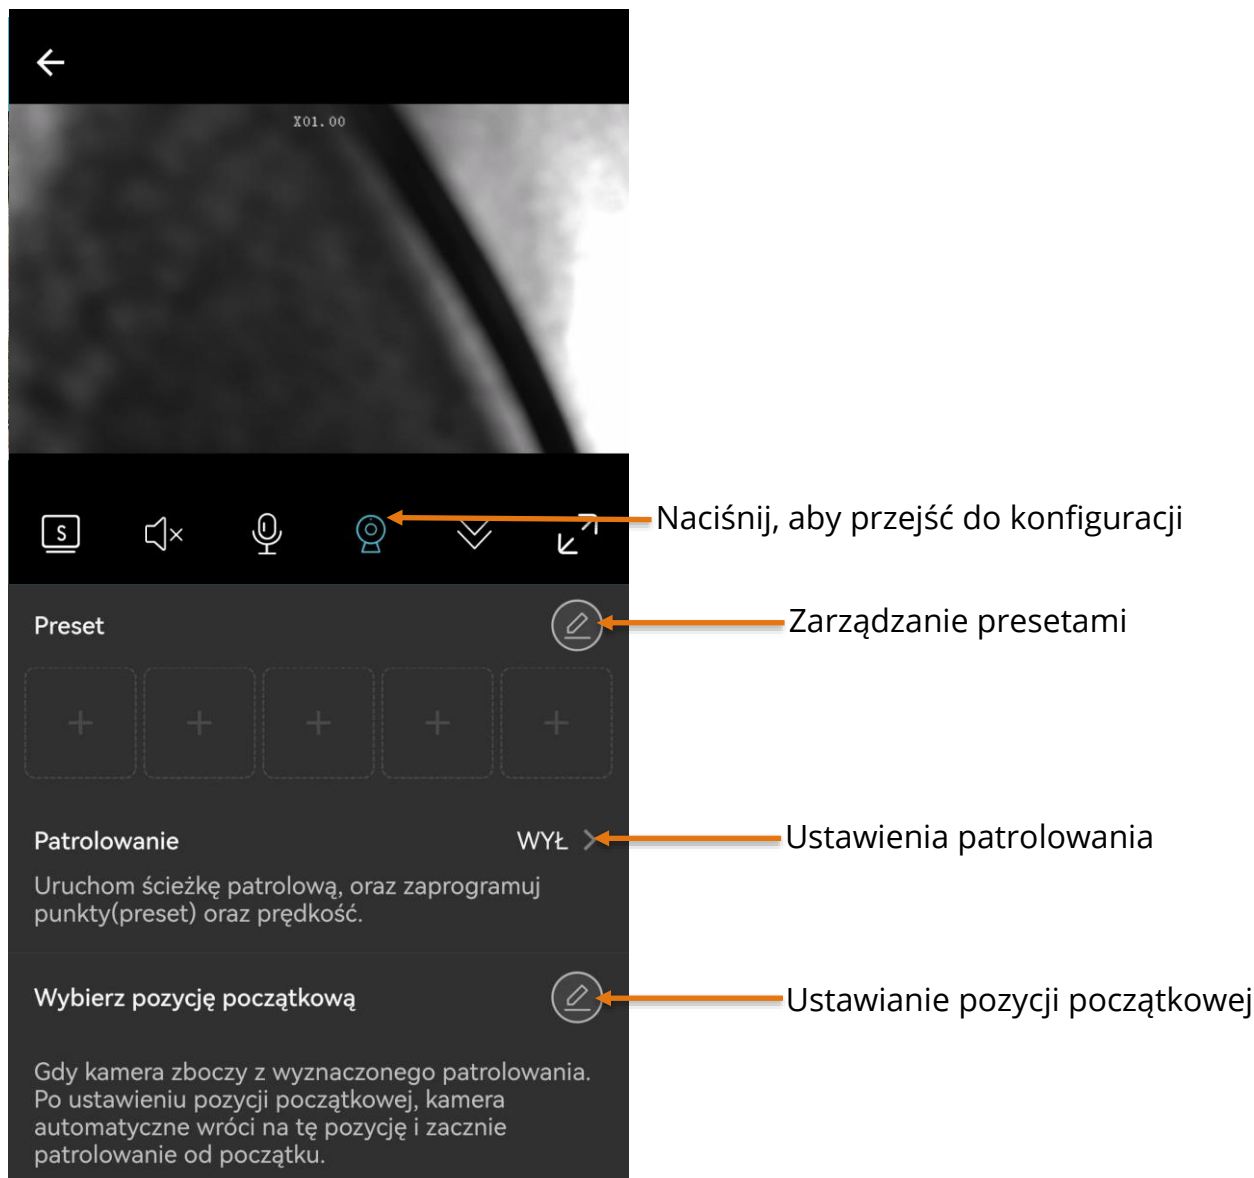 X01.00
S
Naciśnij, aby przejść do konfiguracji
Preset
Zarządzanie presetami
Patrolowanie
WYŁ
Ustawienia patrolowania
Uruchom ścieżkę patrolową, oraz zaprogramuj
punkty(preset) oraz prędkość.
Wybierz pozycję początkową
Ustawianie pozycji początkowej
Gdy kamera zboczy z wyznaczonego patrolowania.
Po ustawieniu pozycji początkowej, kamera
automatyczne wróci na tę pozycję i zacznie
patrolowanie od początku.